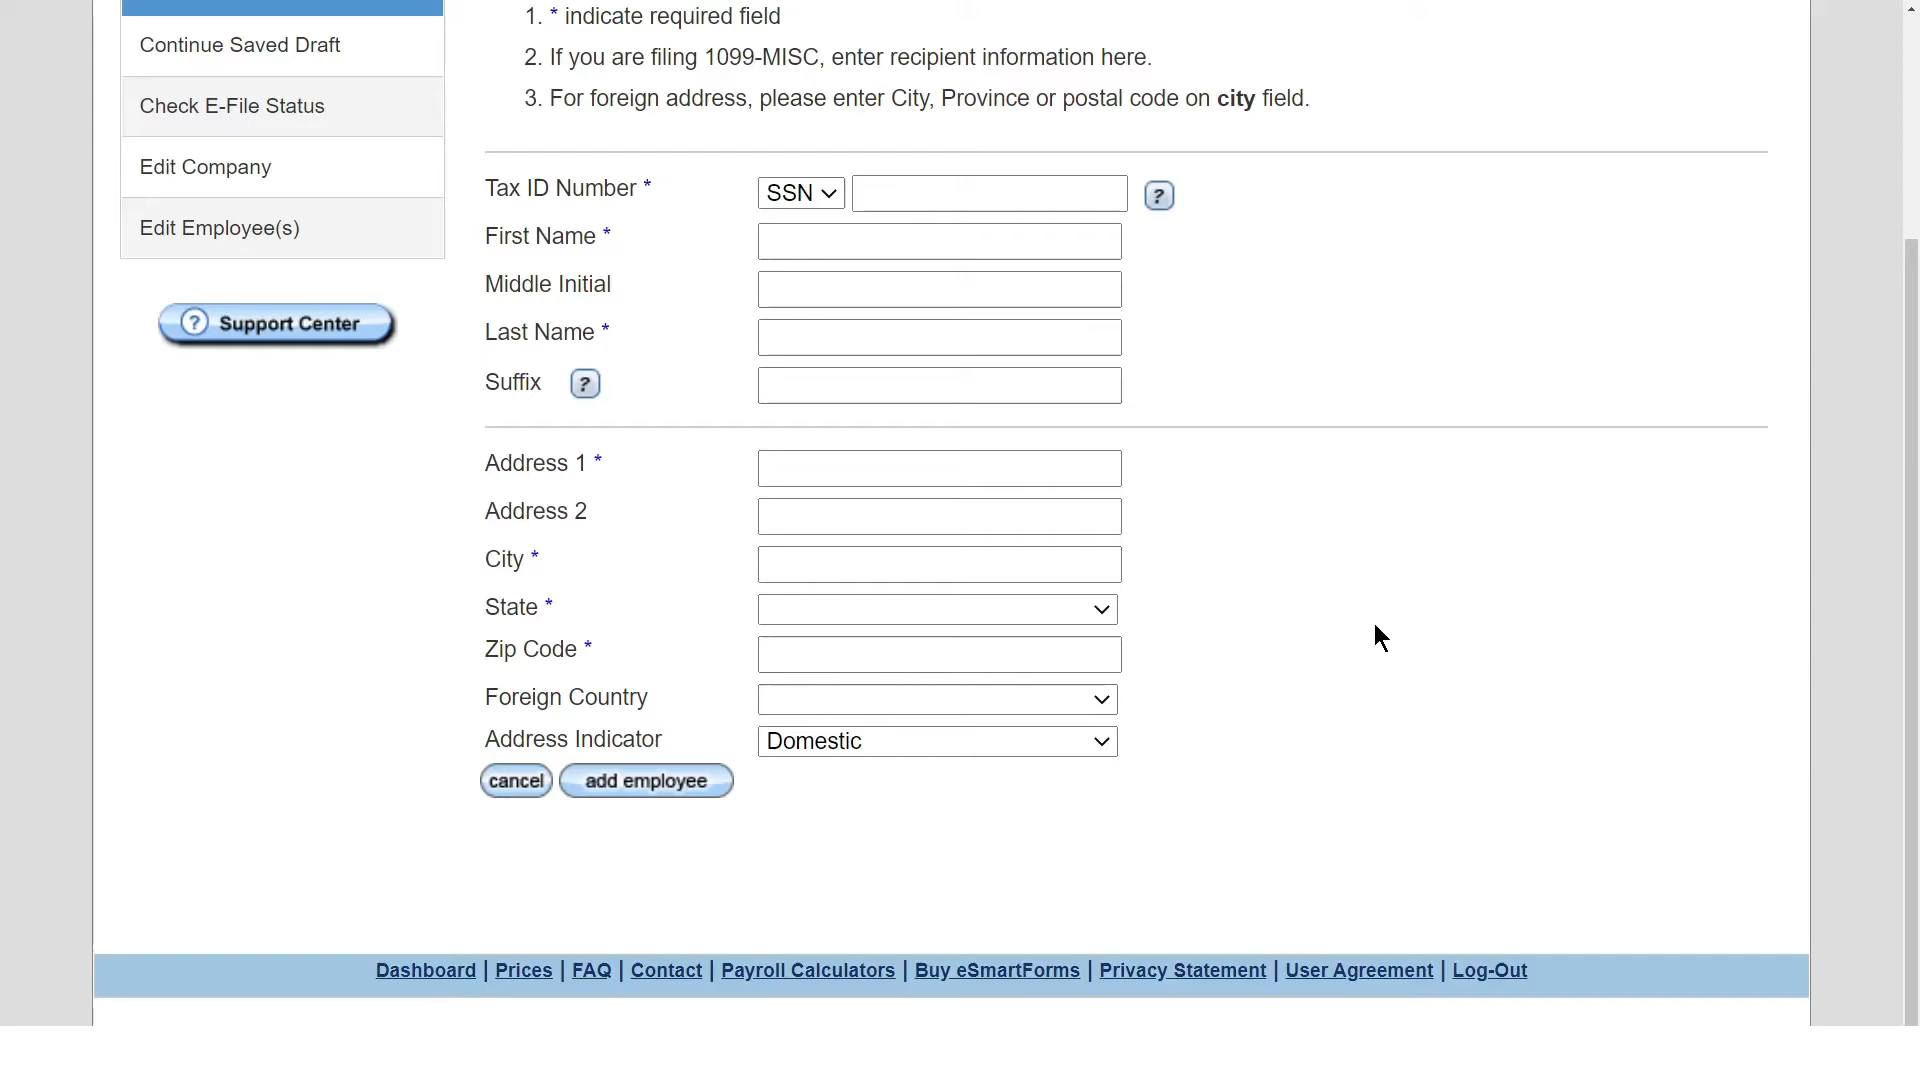 1. * indicate required field
2. If you are filing 1099-MISC, enter recipient information here.
3. For foreign address, please enter City, Province or postal code on city field.
Continue Saved Draft
Check E-File Status
Edit Company
Edit Employee(s)
? Support Center
Tax ID Number * SSN ?
First Name *
Middle Initial
Last Name *
Suffix ?
Address 1 *
Address 2
City *
State *
Zip Code *
Foreign Country
Address Indicator Domestic
cancel add employee
Dashboard | Prices | FAQ | Contact | Payroll Calculators | Buy eSmartForms | Privacy Statement | User Agreement | Log-Out